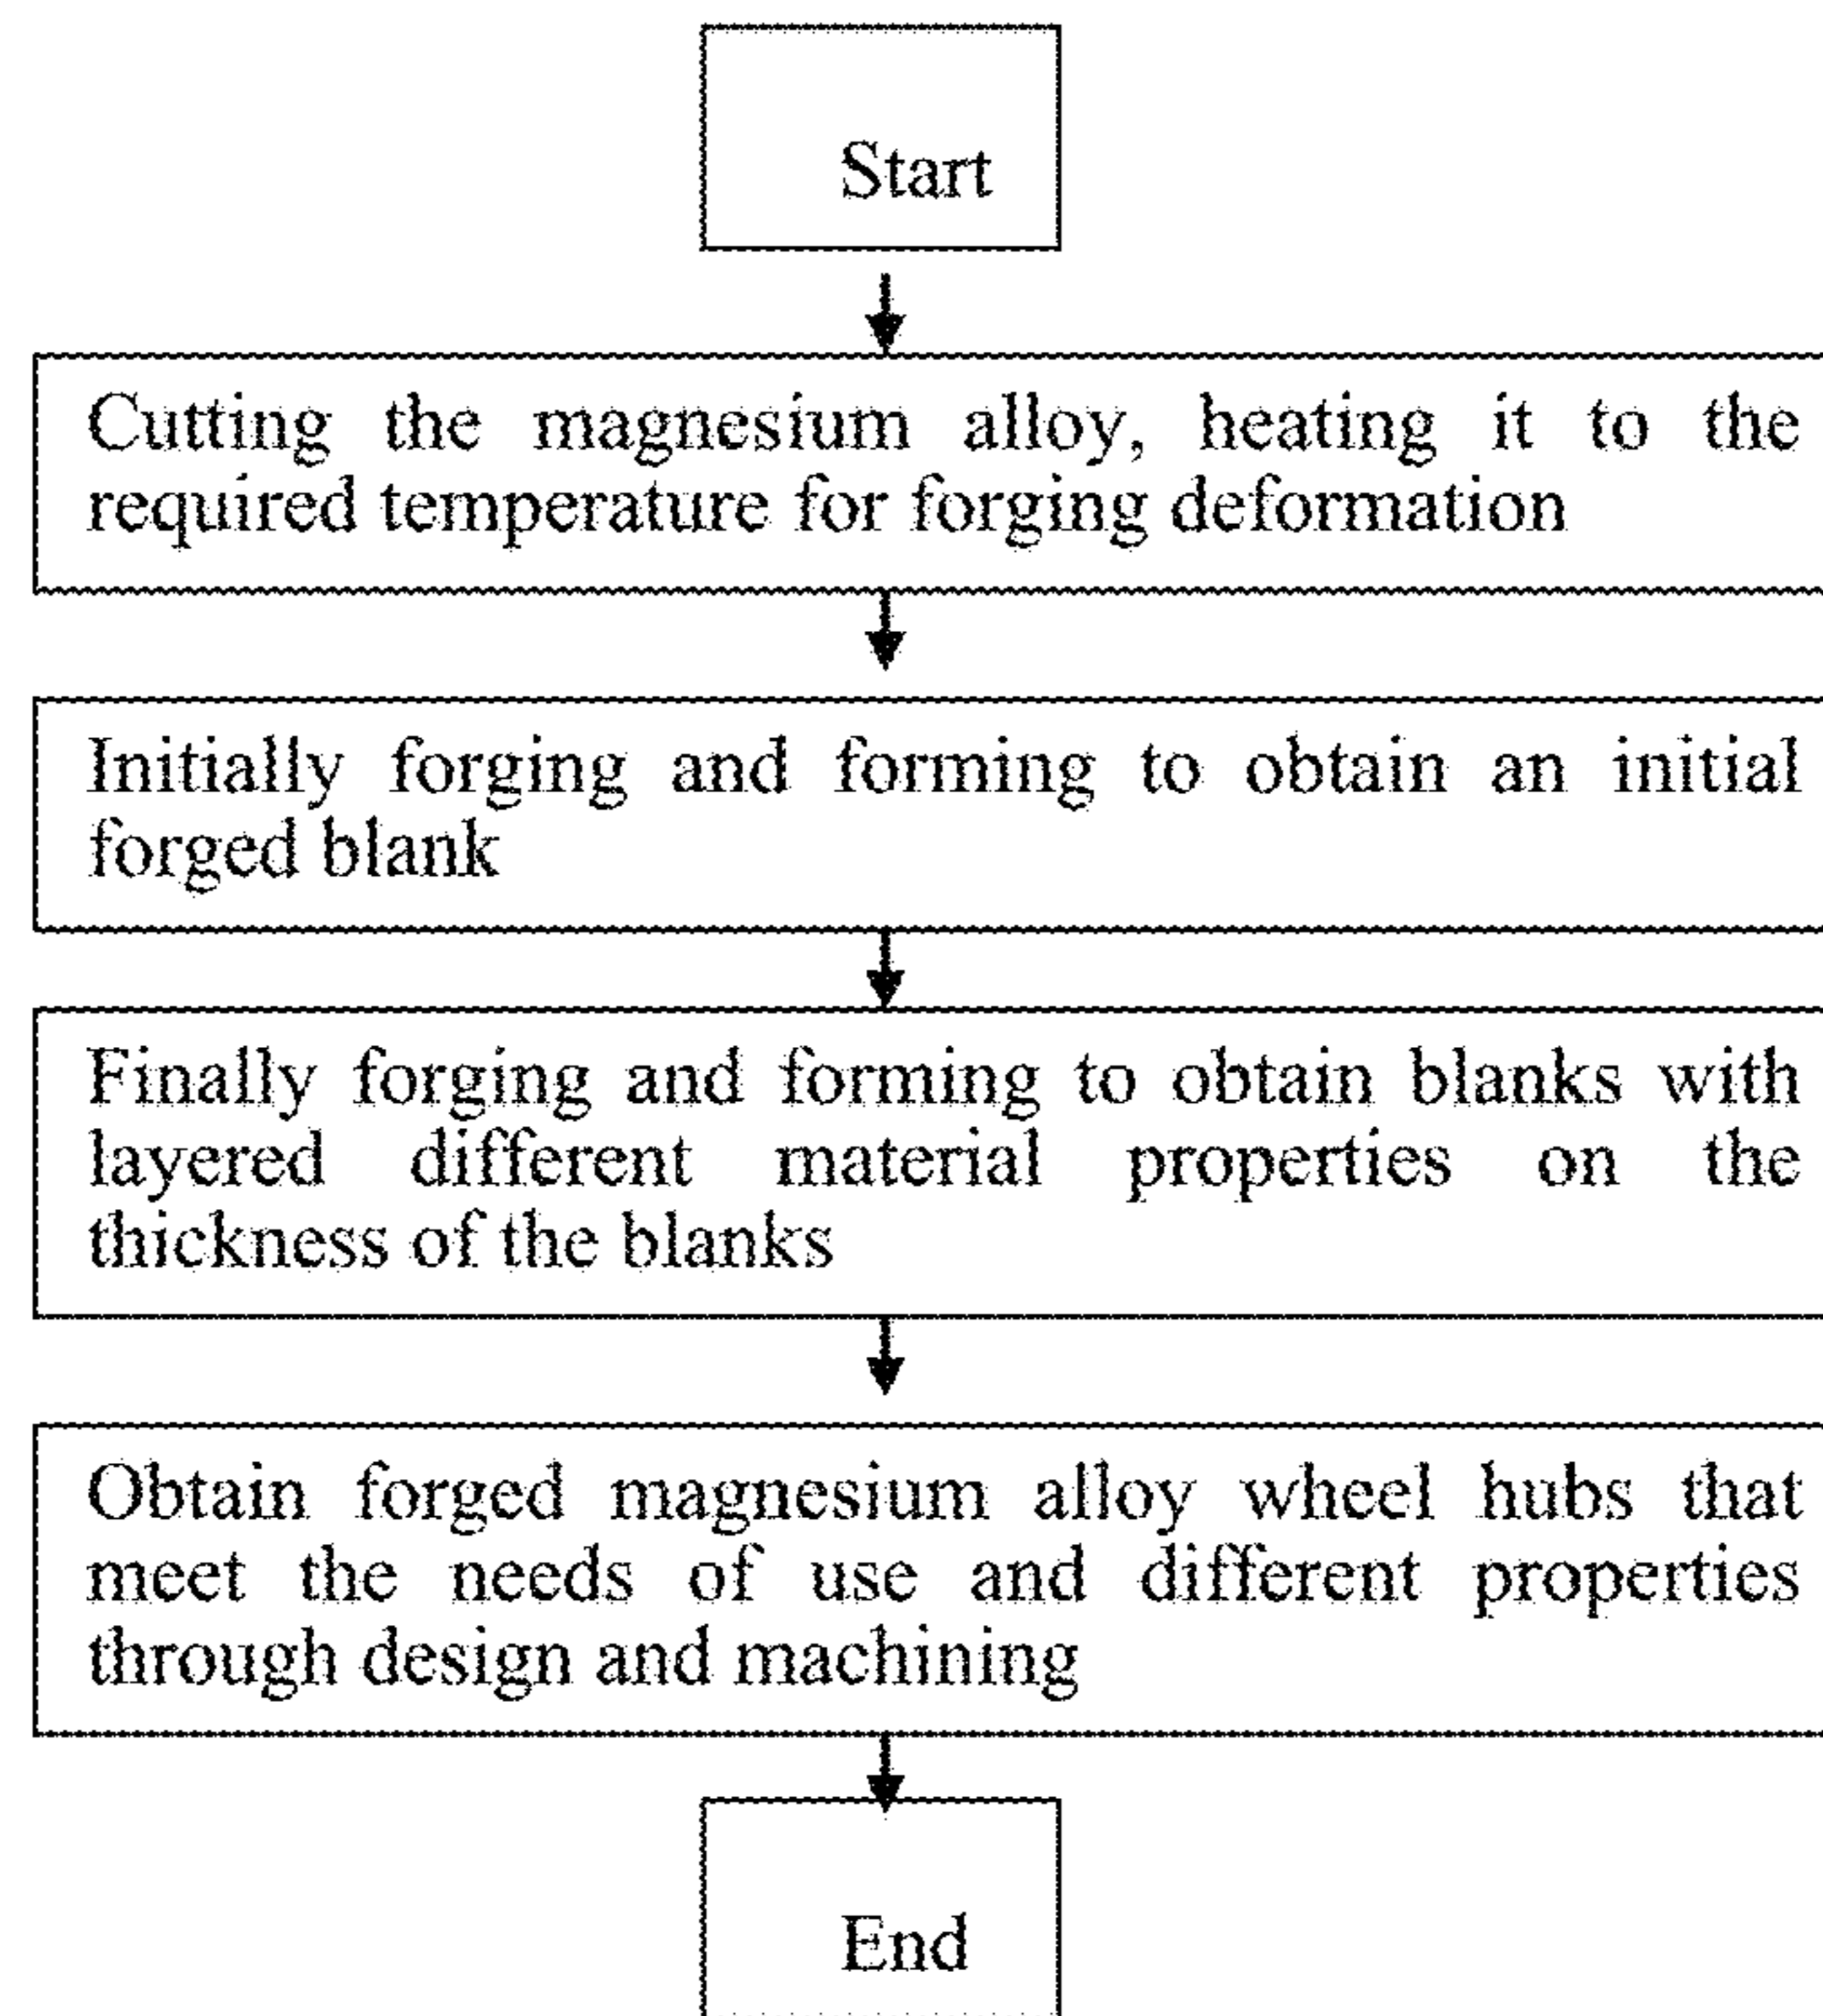 Start
Cutting the magnesium alloy, heating it to the
required temperature for forging deformation
Initially forging and forming to obtain an initial
forged blank
Finally forging and forming to obtain blanks with
layered different material properties on the
thickness of the blanks
Obtain forged magnesium alloy wheel hubs that
meet the needs of use and different properties
through design and machining
End